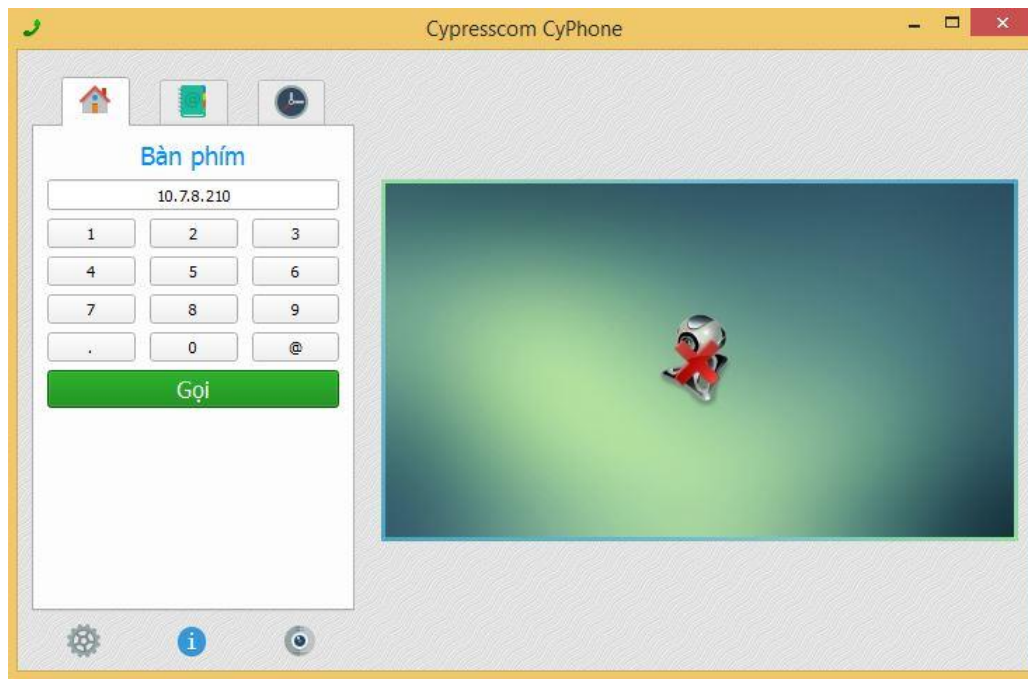 Cypresscom CyPhone
Bàn phím
10.7.8.210
1 2 3
4 5 6
7 8 9
. 0 @
Gọi
i